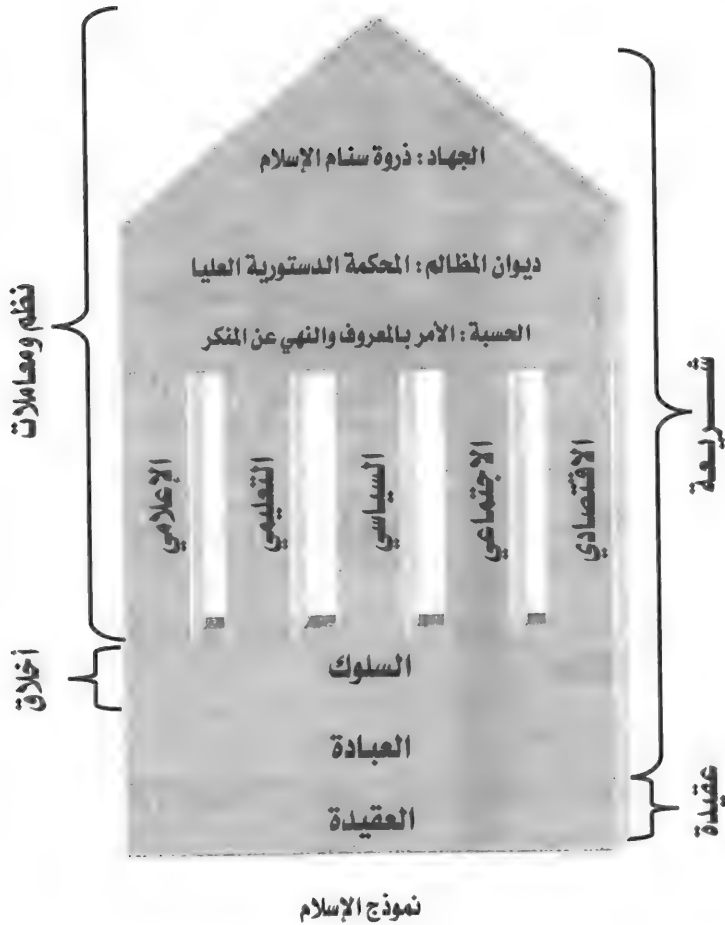 الجهاد : ذروة سنام الإسلام
ديوان المظالم : المحكمة الدستورية العليا
الحسبة : الأمر بالمعروف والنهي عن المنكر
الاقتصادي
الاجتماعي
السياسي
التعليمي
الإعلامي
السلوك
العبادة
العقيدة
شريعة
عقيدة
نظم ومعاملات
أخلاق
نموذج الإسلام